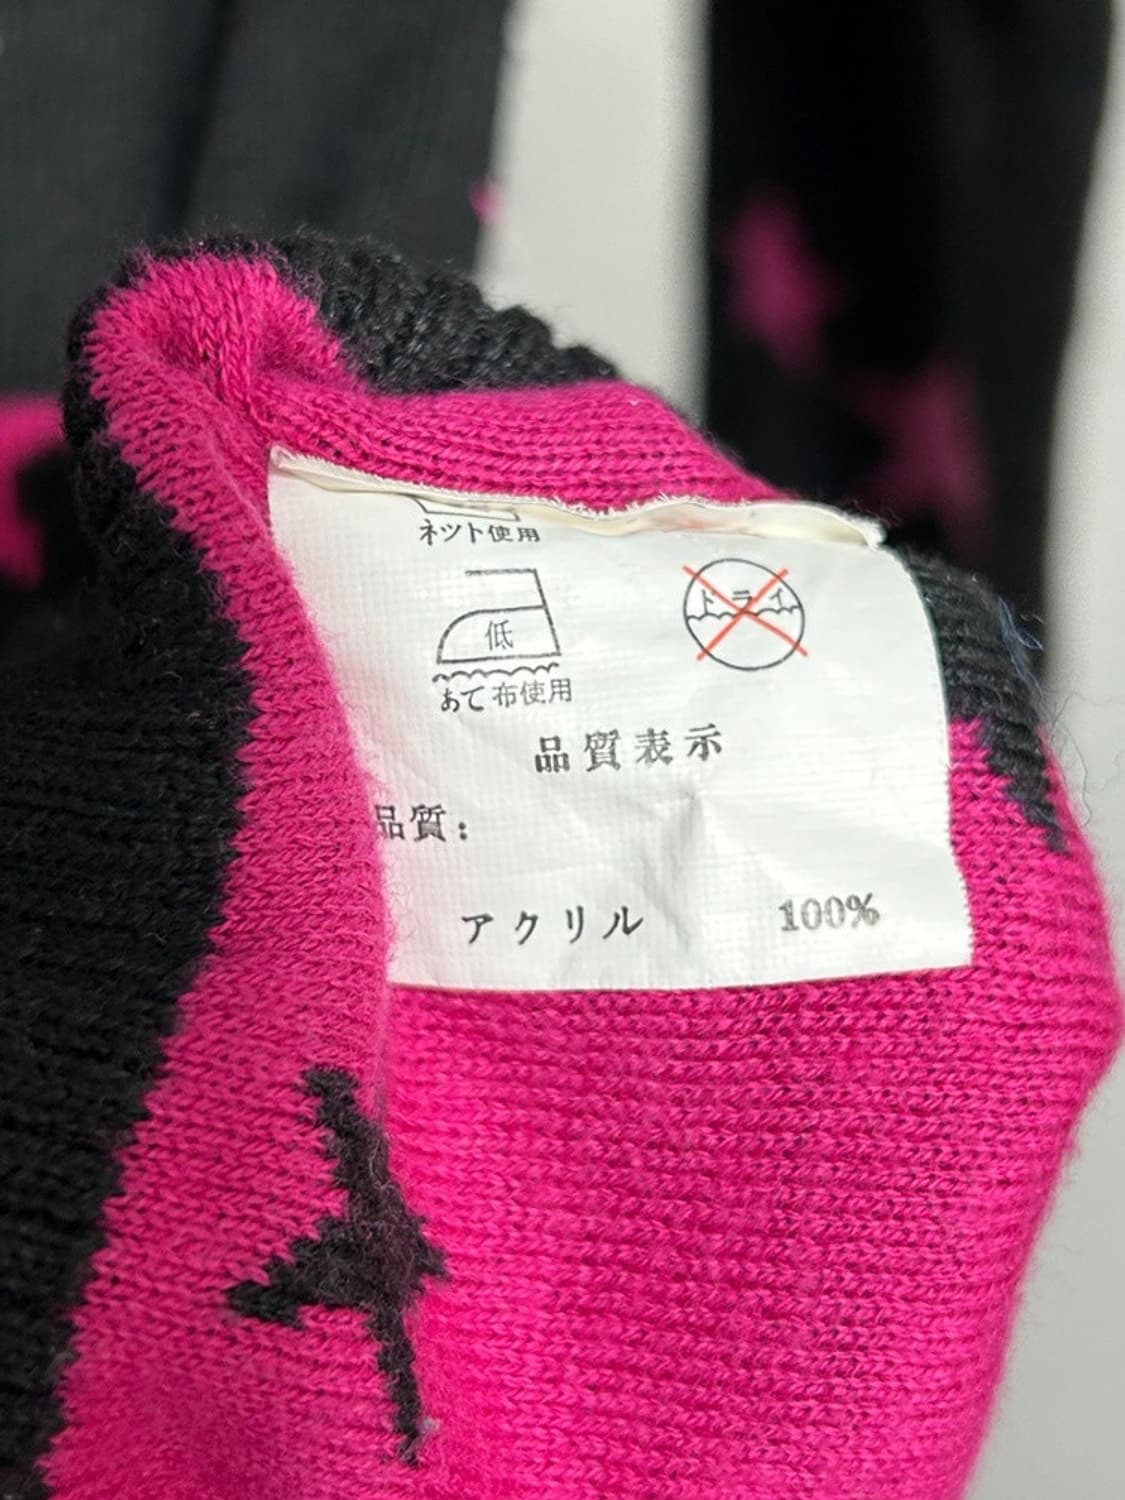 ネット使用
低
ドライ
あて布使用
品質表示
品質:
アクリル 100%